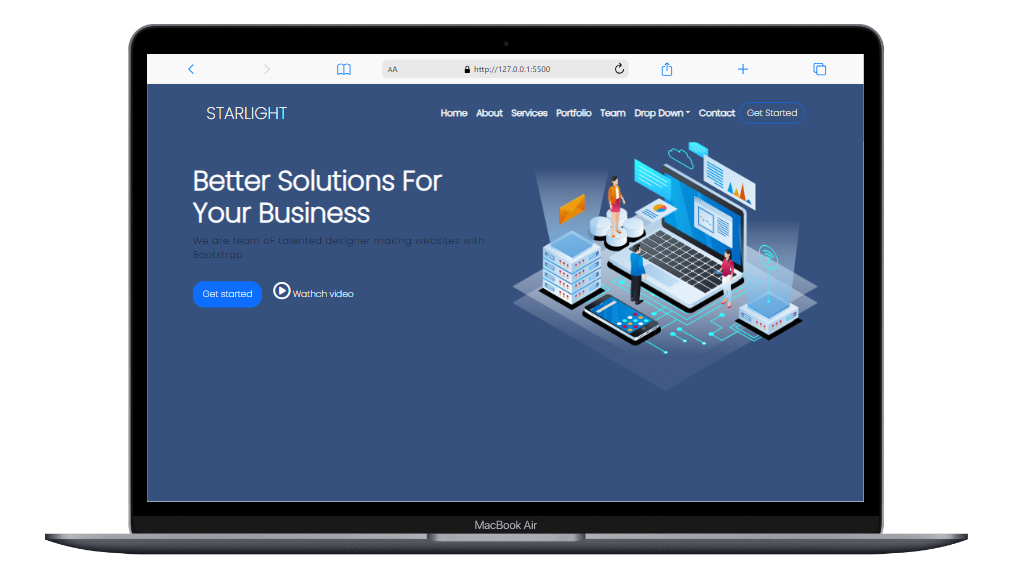 AA
http://127.0.0.1:5500
STARLIGHT
Home About Services Portfolio Team Drop Down Contact Get Started
Better Solutions For
Your Business
We are team oF talented designer making websites with
Bootstrap
Get started
Wathch video
MacBook Air